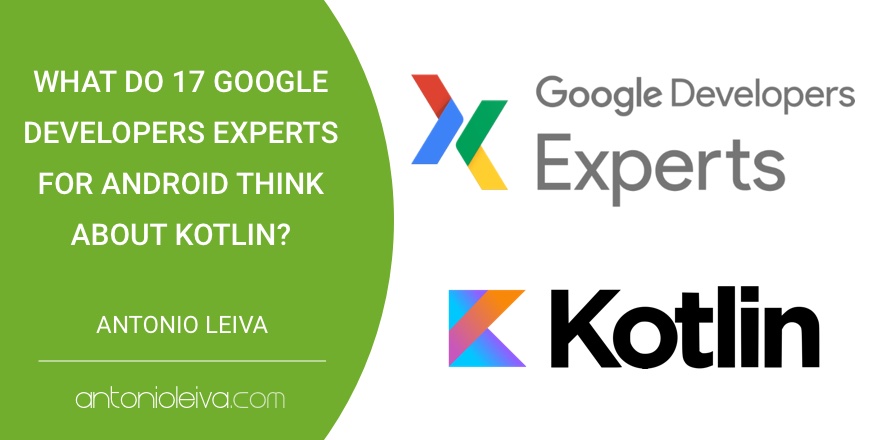 WHAT DO 17 GOOGLE
DEVELOPERS EXPERTS
FOR ANDROID THINK
ABOUT KOTLIN?
ANTONIO LEIVA
antonioleiva.com
Google Developers
Experts
Kotlin